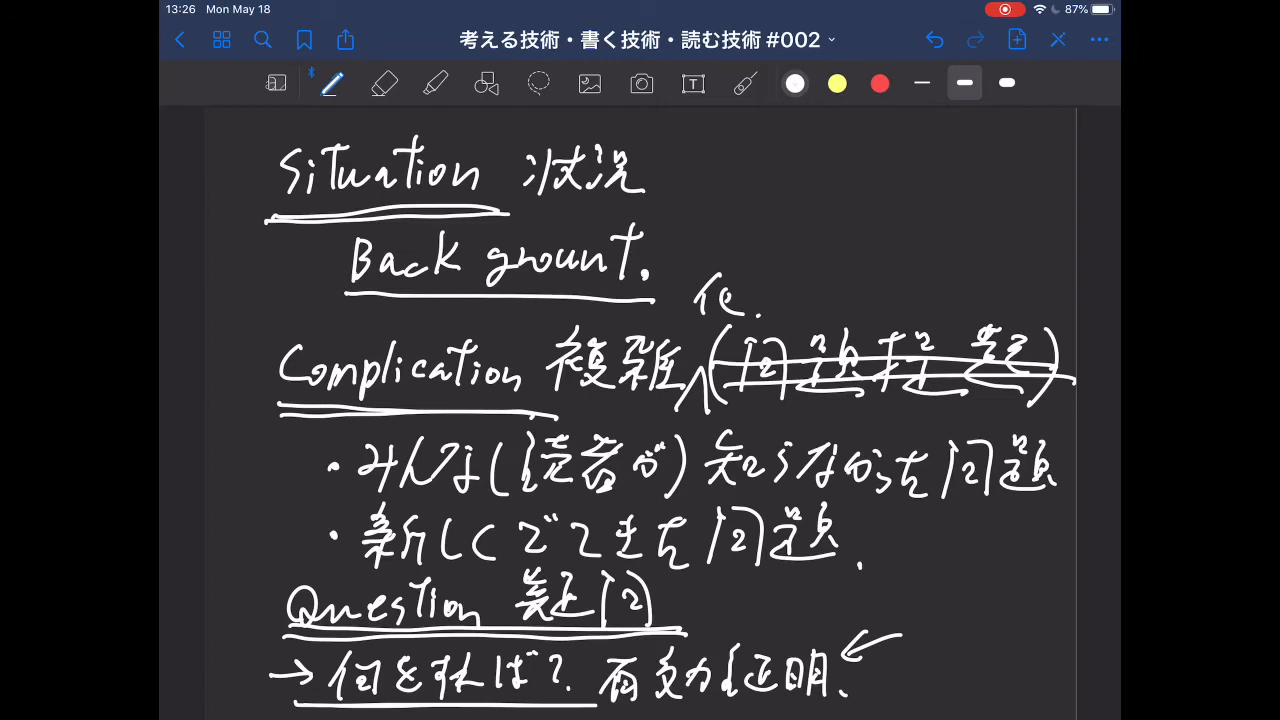 13:26 Mon May 18 87%
考える技術・書く技術・読む技術 #002
Situation 状況
Back grount.
化.
Complication 複雑 (問題提起)
・みんな(読者が)知らなかった問題
・新しくでてきた問題.
Question 疑問
→何をすれば? 有効証明.